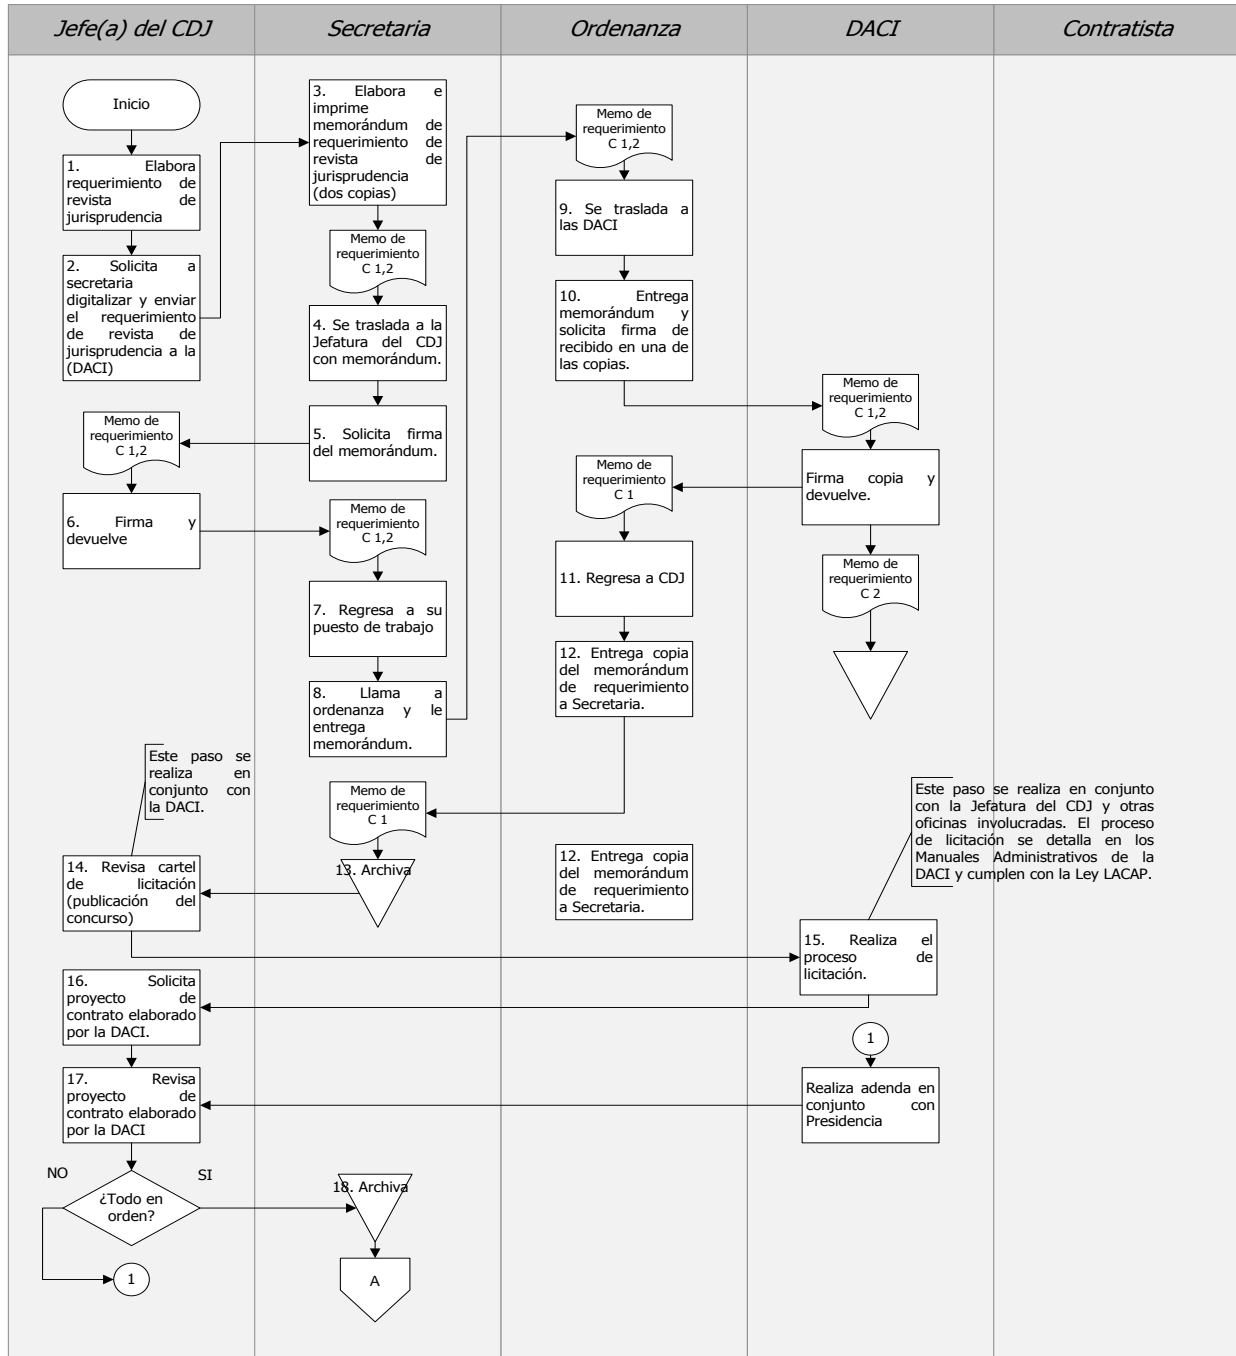 Jefe(a) del CDJ
Secretaria
Ordenanza
DACI
Contratista
Inicio
1. Elabora
requerimiento de
revista de
jurisprudencia
2. Solicita a
secretaria
digitalizar y enviar
el requerimiento
de revista de
jurisprudencia a la
(DACI)
3. Elabora e
imprime
memorándum de
requerimiento de
revista de
jurisprudencia
(dos copias)
Memo de
requerimiento
C 1,2
4. Se traslada a la
Jefatura del CDJ
con memorándum.
5. Solicita firma
del memorándum.
Memo de
requerimiento
C 1,2
6. Firma y
devuelve
Memo de
requerimiento
C 1,2
7. Regresa a su
puesto de trabajo
8. Llama a
ordenanza y le
entrega
memorándum.
Memo de
requerimiento
C 1,2
9. Se traslada a
las DACI
10. Entrega
memorándum y
solicita firma de
recibido en una de
las copias.
Memo de
requerimiento
C 1,2
Firma copia y
devuelve.
Memo de
requerimiento
C 1
Memo de
requerimiento
C 2
11. Regresa a CDJ
12. Entrega copia
del memorándum
de requerimiento
a Secretaria.
Memo de
requerimiento
C 1
13. Archiva
12. Entrega copia
del memorándum
de requerimiento
a Secretaria.
Este paso se
realiza en
conjunto con
la DACI.
14. Revisa cartel
de licitación
(publicación del
concurso)
Este paso se realiza en conjunto
con la Jefatura del CDJ y otras
oficinas involucradas. El proceso
de licitación se detalla en los
Manuales Administrativos de la
DACI y cumplen con la Ley LACAP.
15. Realiza el
proceso de
licitación.
16. Solicita
proyecto de
contrato elaborado
por la DACI.
1
17. Revisa
proyecto de
contrato elaborado
por la DACI
Realiza adenda en
conjunto con
Presidencia
NO
SI
¿Todo en
orden?
18. Archiva
1
A